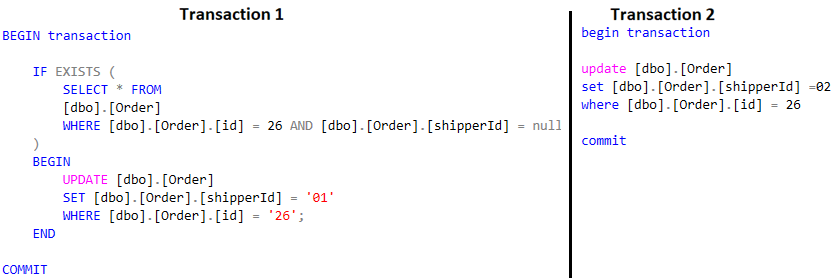 Transaction 1
BEGIN transaction
IF EXISTS (
SELECT * FROM
[dbo].[Order]
WHERE [dbo].[Order].[id] = 26 AND [dbo].[Order].[shipperId] = null
)
BEGIN
UPDATE [dbo].[Order]
SET [dbo].[Order].[shipperId] = '01'
WHERE [dbo].[Order].[id] = '26';
END
COMMIT
Transaction 2
begin transaction
update [dbo].[Order]
set [dbo].[Order].[shipperId] =02
where [dbo].[Order].[id] = 26
commit